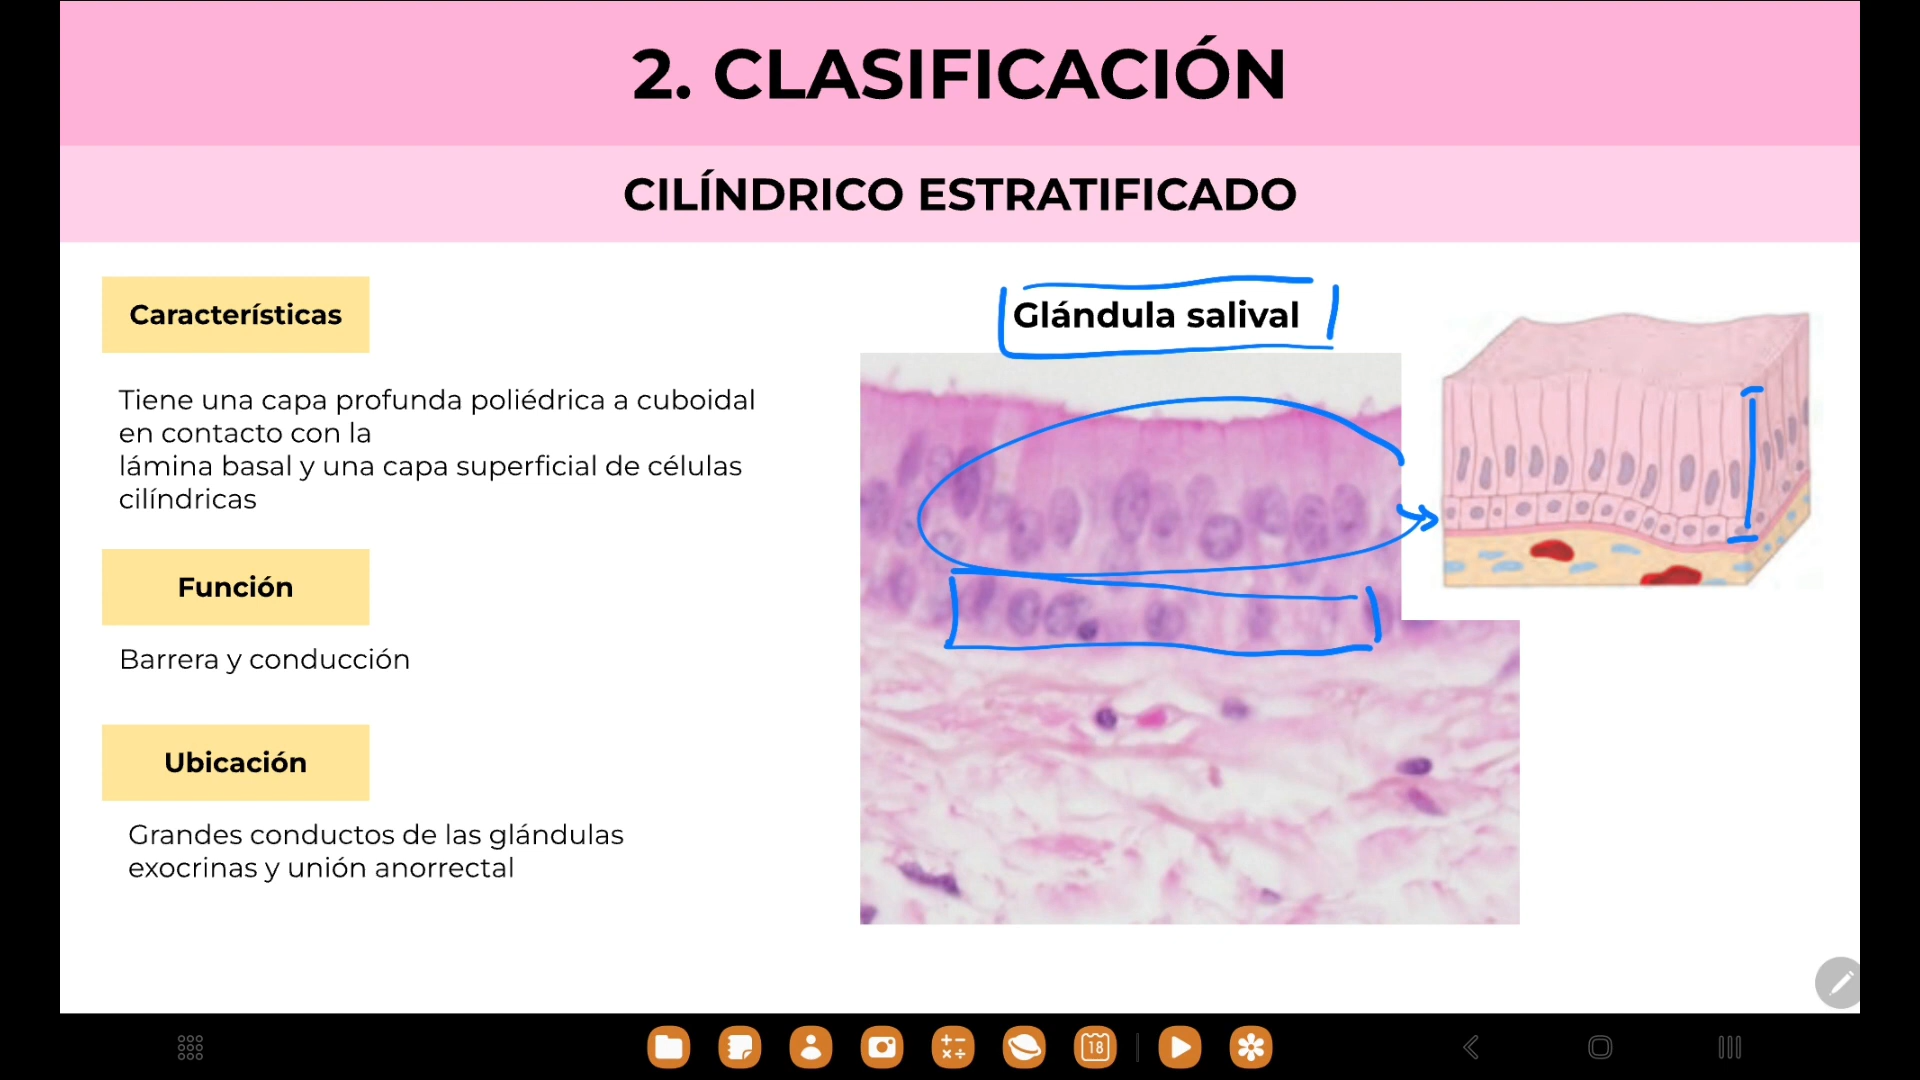 2. CLASIFICACIÓN
CILÍNDRICO ESTRATIFICADO
Características
Tiene una capa profunda poliédrica a cuboidal
en contacto con la
lámina basal y una capa superficial de células
cilíndricas
Función
Barrera y conducción
Ubicación
Grandes conductos de las glándulas
exocrinas y unión anorrectal
Glándula salival
18